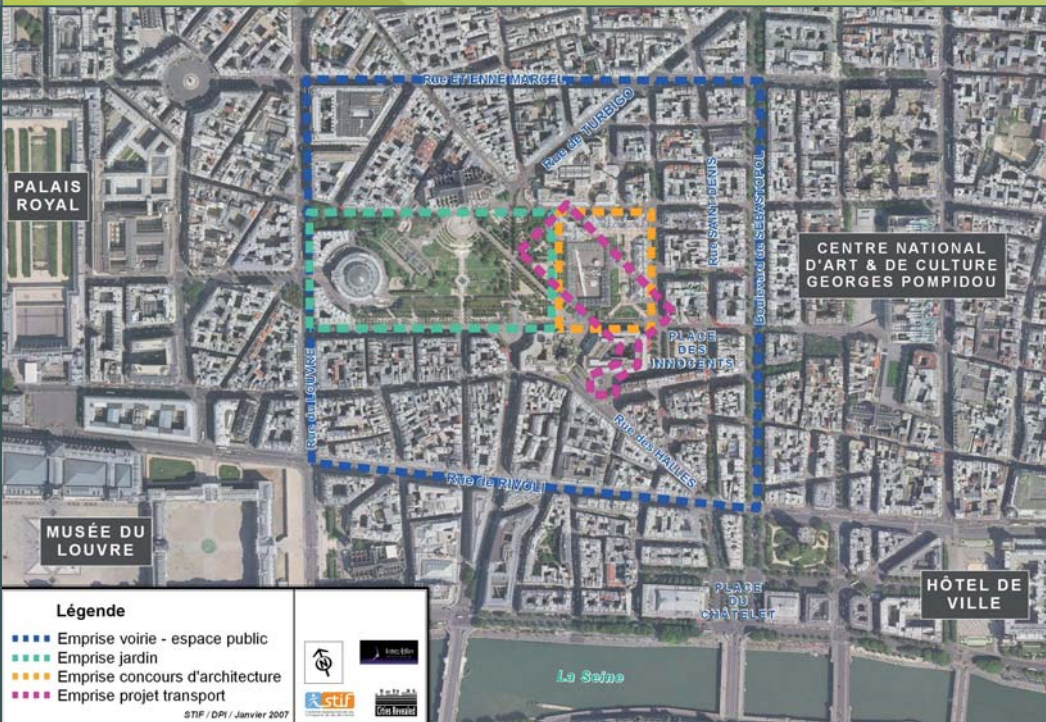 Rue ETIENNE MARCEL
Rue de TURBIGO
PALAIS
ROYAL
Rue SAINT DENIS
Boulevard de SÉBASTOPOL
CENTRE NATIONAL
D'ART & DE CULTURE
GEORGES POMPIDOU
PLACE
DES
INNOCENTS
Rue du LOUVRE
Rue des HALLES
Rue de RIVOLI
MUSÉE DU
LOUVRE
PLACE
DU
CHÂTELET
HÔTEL DE
VILLE
La Seine
Légende
Emprise voirie - espace public
Emprise jardin
Emprise concours d'architecture
Emprise projet transport
STIF / DPI / Janvier 2007
N
stif
Cities Revealed